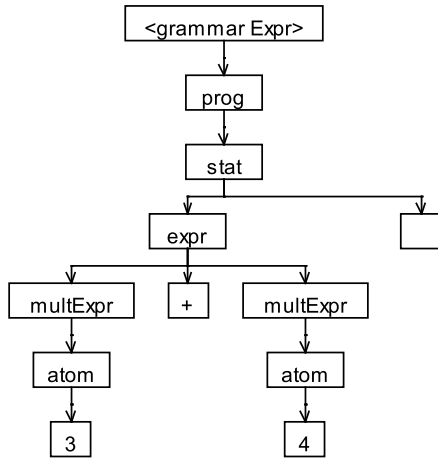 <grammar Expr>
prog
stat
expr
multExpr + multExpr
atom atom
3 4